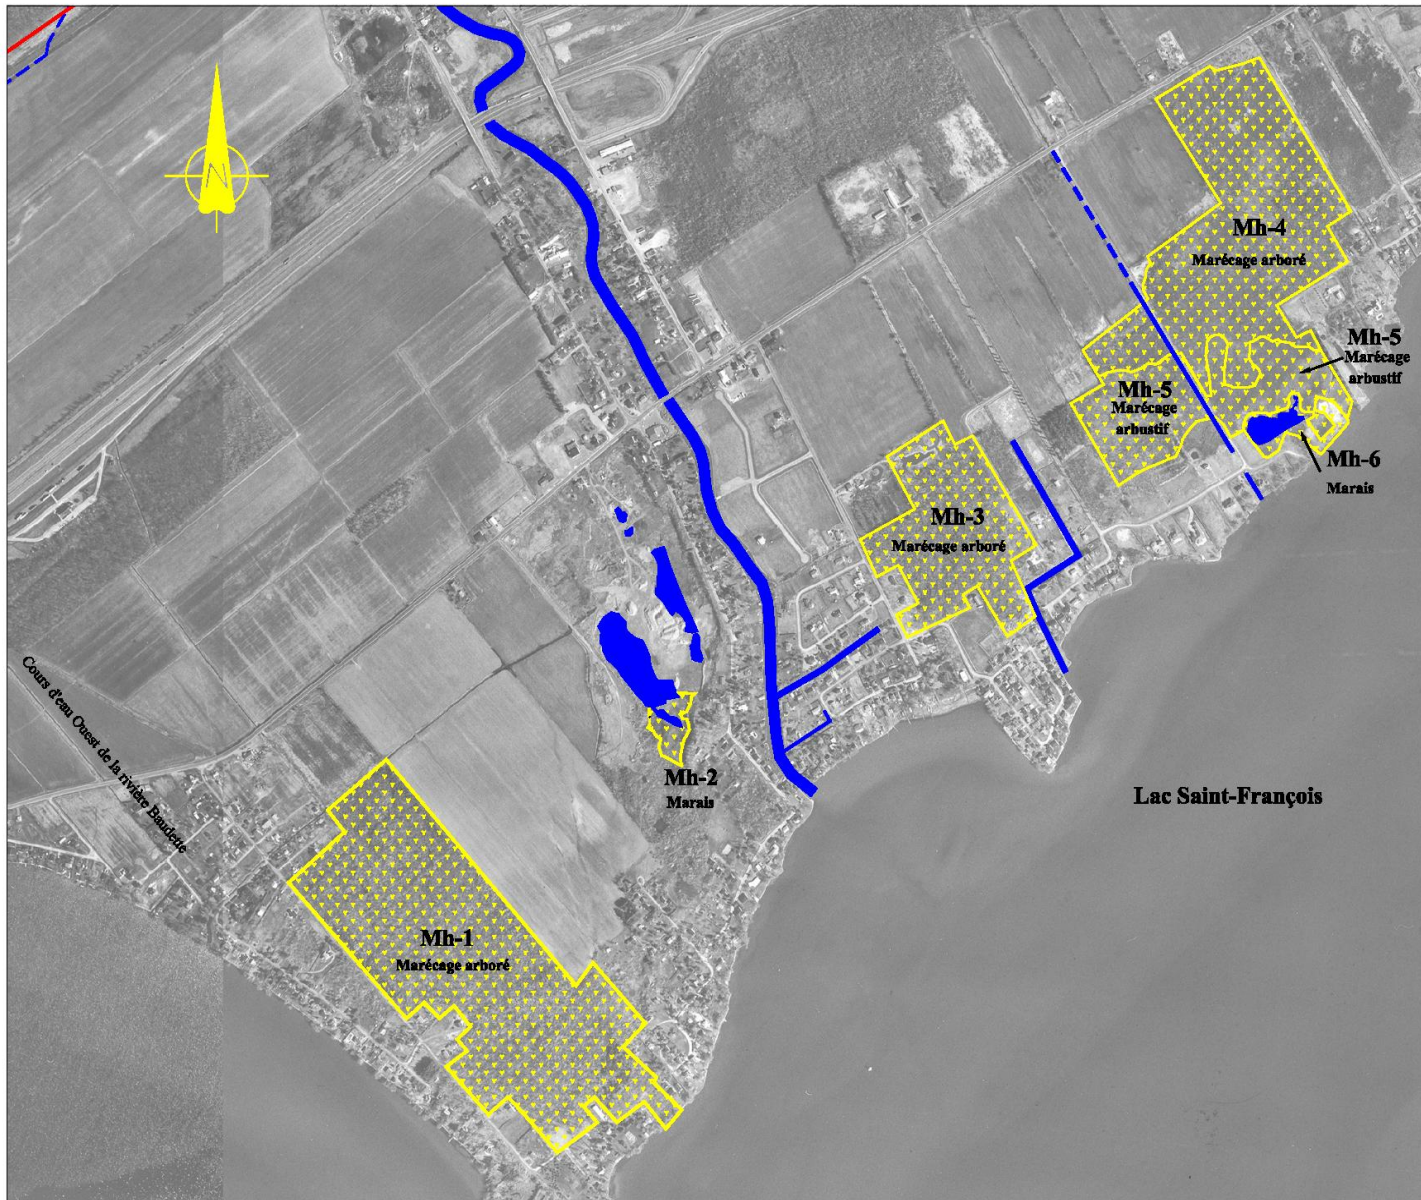 N
Mh-4
Marécage arboré
Mh-5
Marécage
arbustif
Mh-5
Marécage
arbustif
Mh-6
Marais
Mh-3
Marécage arboré
Cours d'eau Ouest de la rivière Baudette
Mh-2
Marais
Lac Saint-François
Mh-1
Marécage arboré